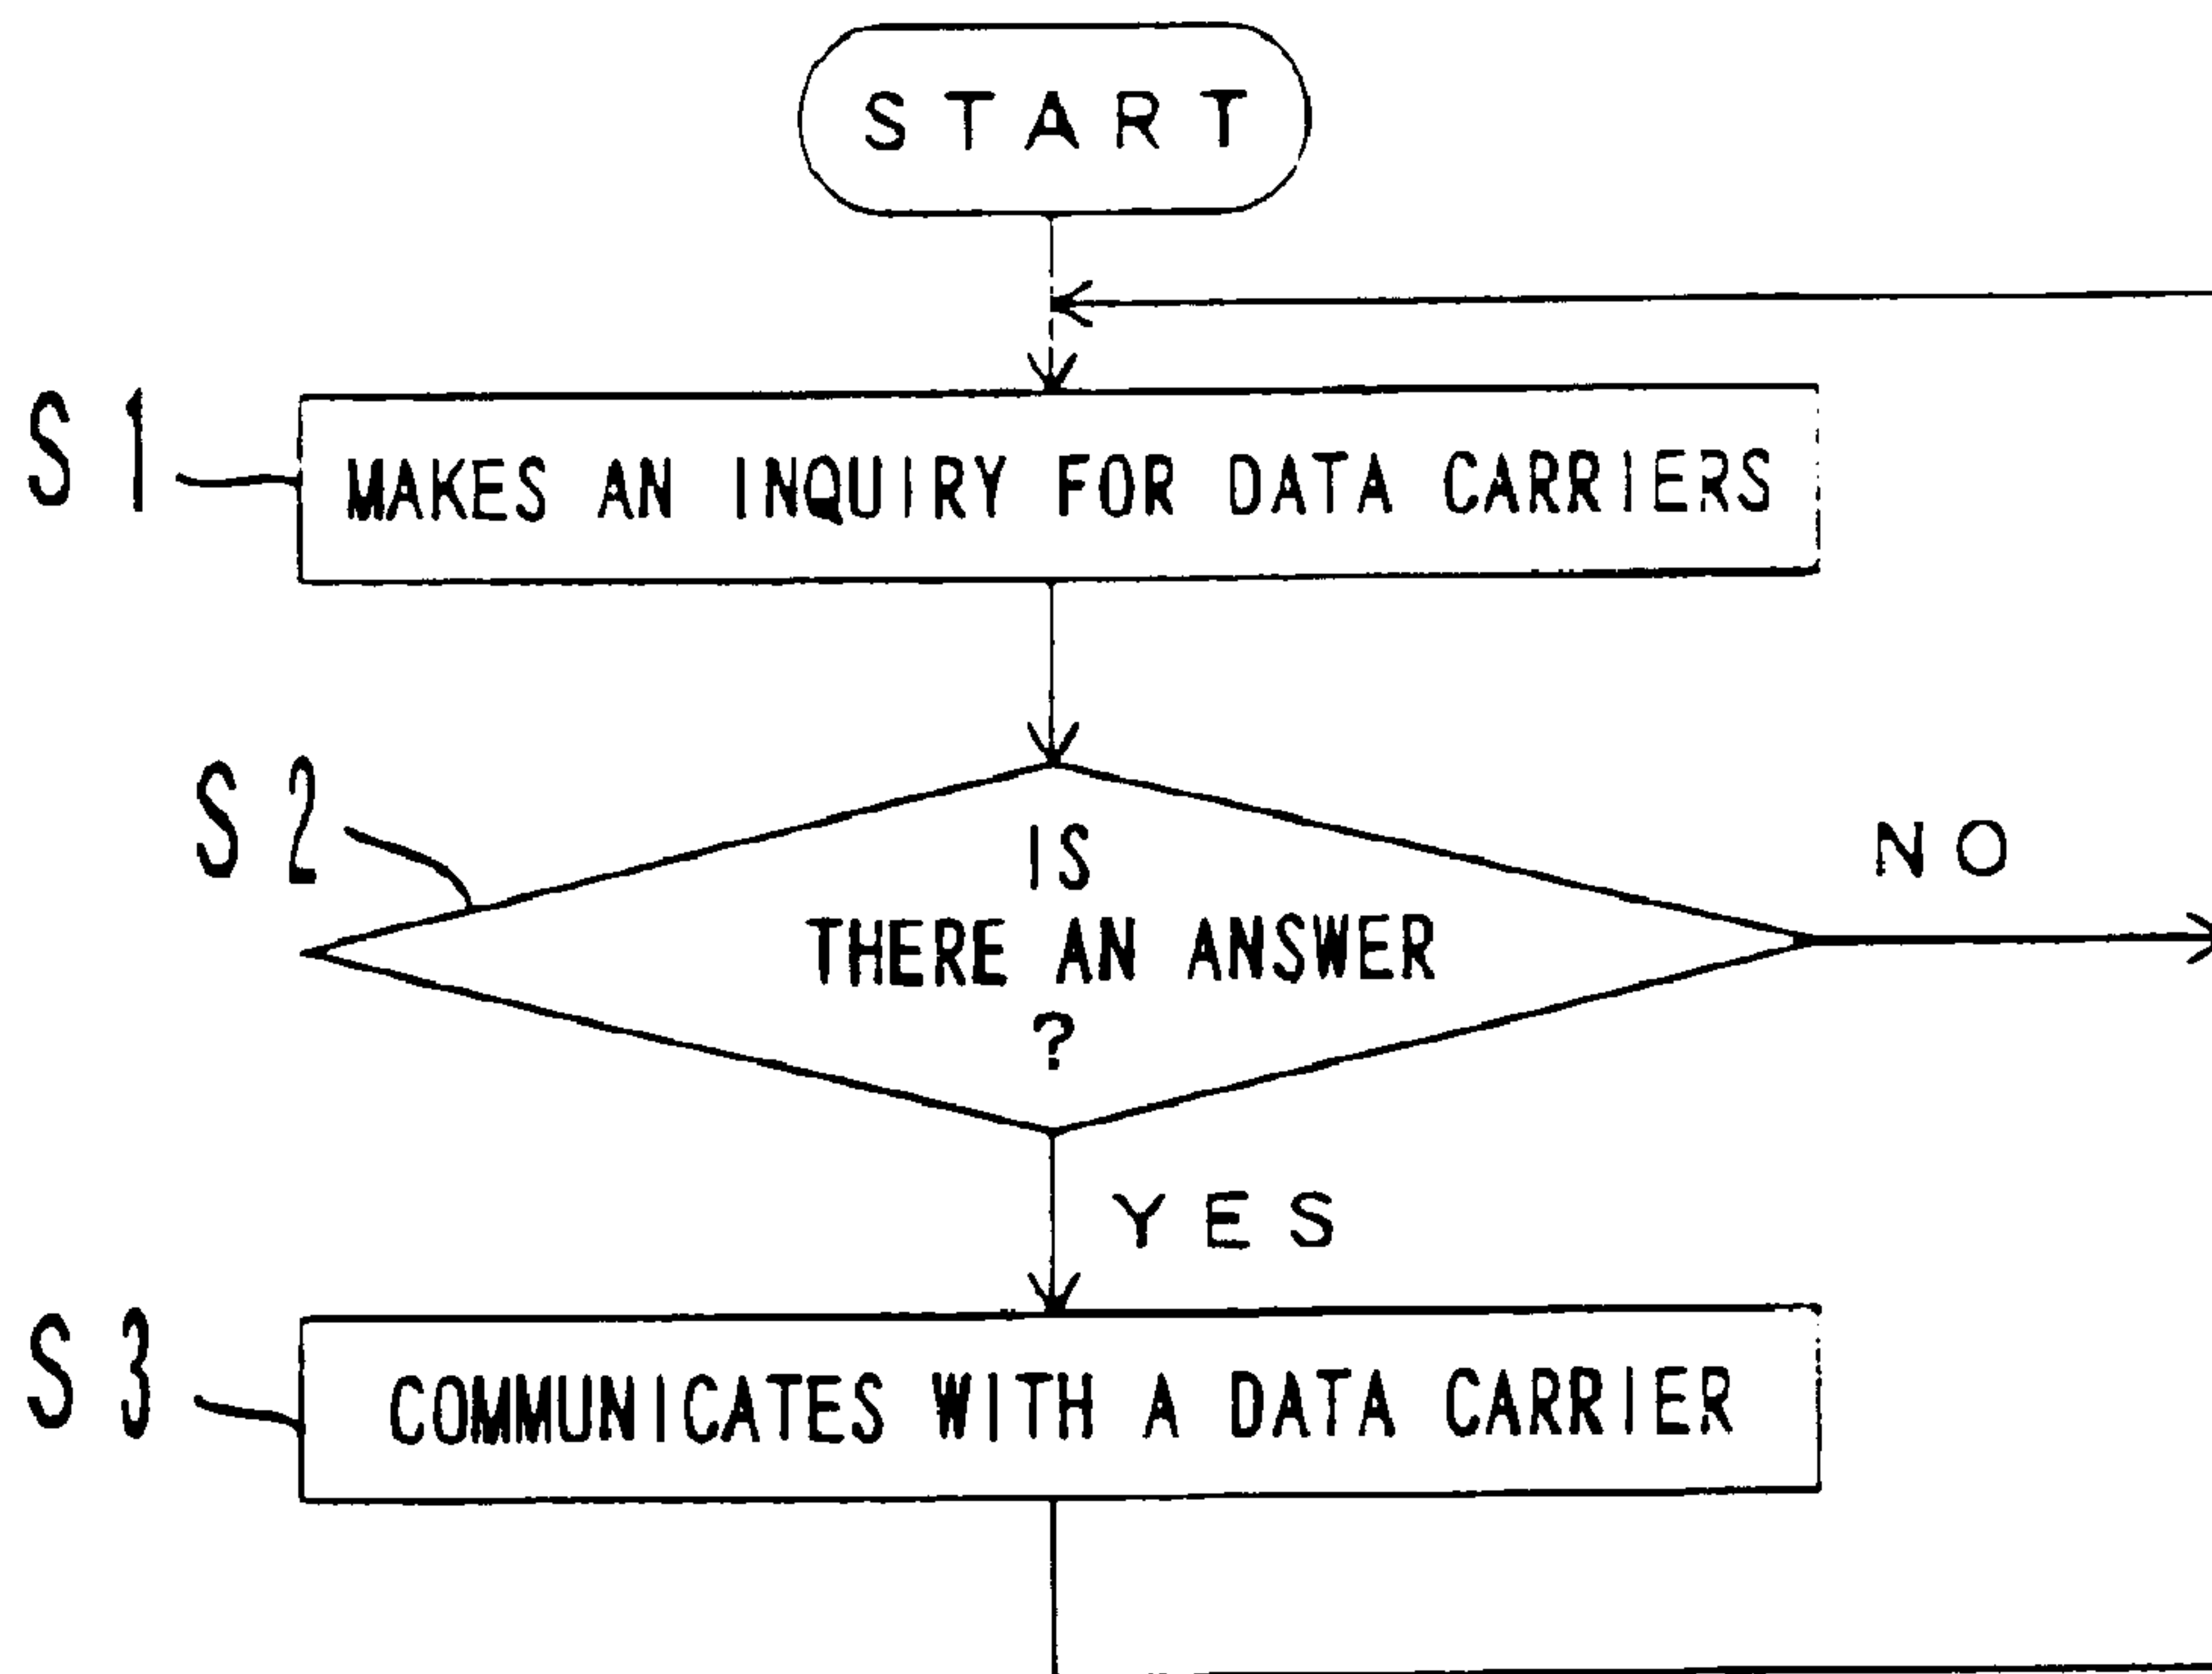 START
S1
MAKES AN INQUIRY FOR DATA CARRIERS
S2
IS
THERE AN ANSWER
?
NO
YES
S3
COMMUNICATES WITH A DATA CARRIER